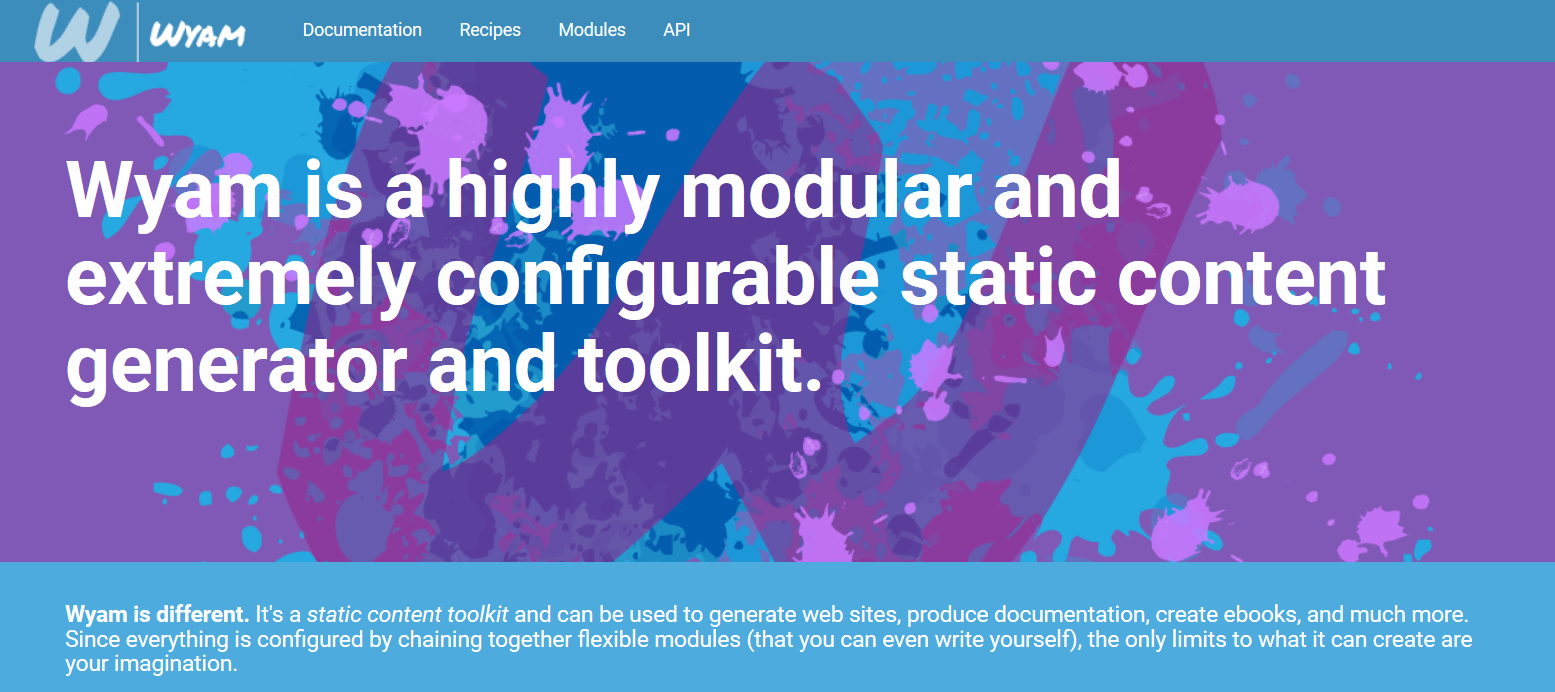 W WYAM Documentation Recipes Modules API
Wyam is a highly modular and
extremely configurable static content
generator and toolkit.
Wyam is different. It's a static content toolkit and can be used to generate web sites, produce documentation, create ebooks, and much more.
Since everything is configured by chaining together flexible modules (that you can even write yourself), the only limits to what it can create are
your imagination.